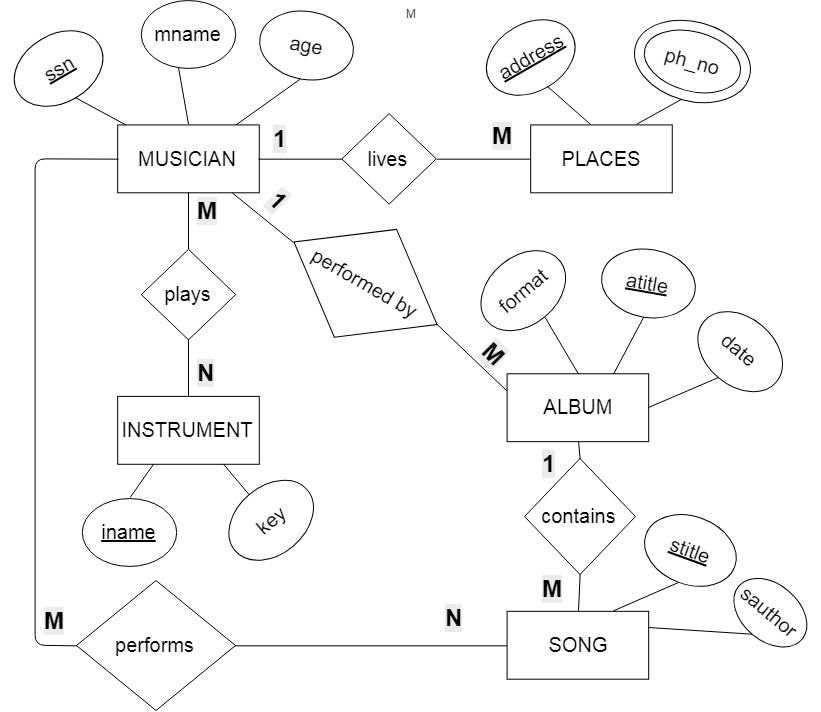 M
ssn
mname
age
address
ph_no
MUSICIAN
1
lives
M
PLACES
M
1
plays
performed by
format
atitle
date
N
M
INSTRUMENT
ALBUM
iname
key
1
contains
M
stitle
sauthor
M
performs
N
SONG